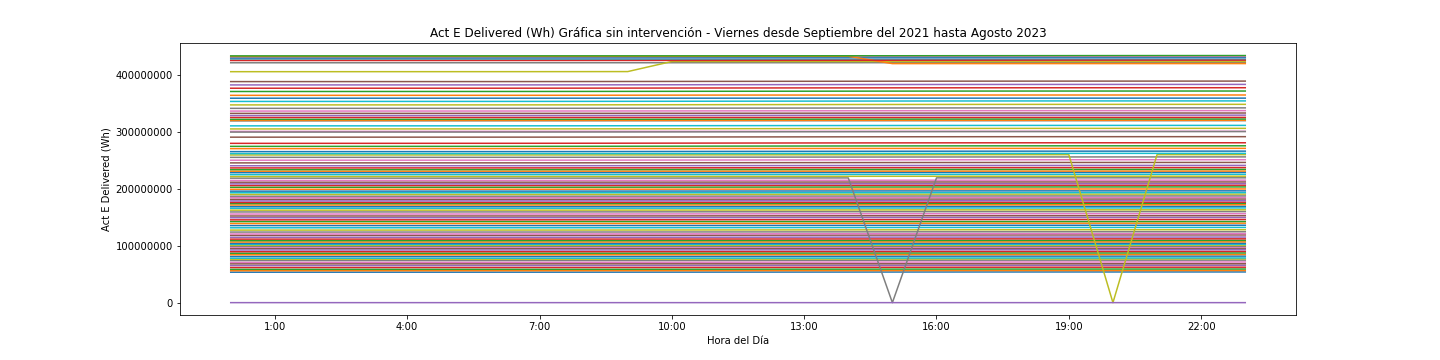 Act E Delivered (Wh) Gráfica sin intervención - Viernes desde Septiembre del 2021 hasta Agosto 2023
Act E Delivered (Wh)
400000000
300000000
200000000
100000000
0
1:00 4:00 7:00 10:00 13:00 16:00 19:00 22:00
Hora del Día